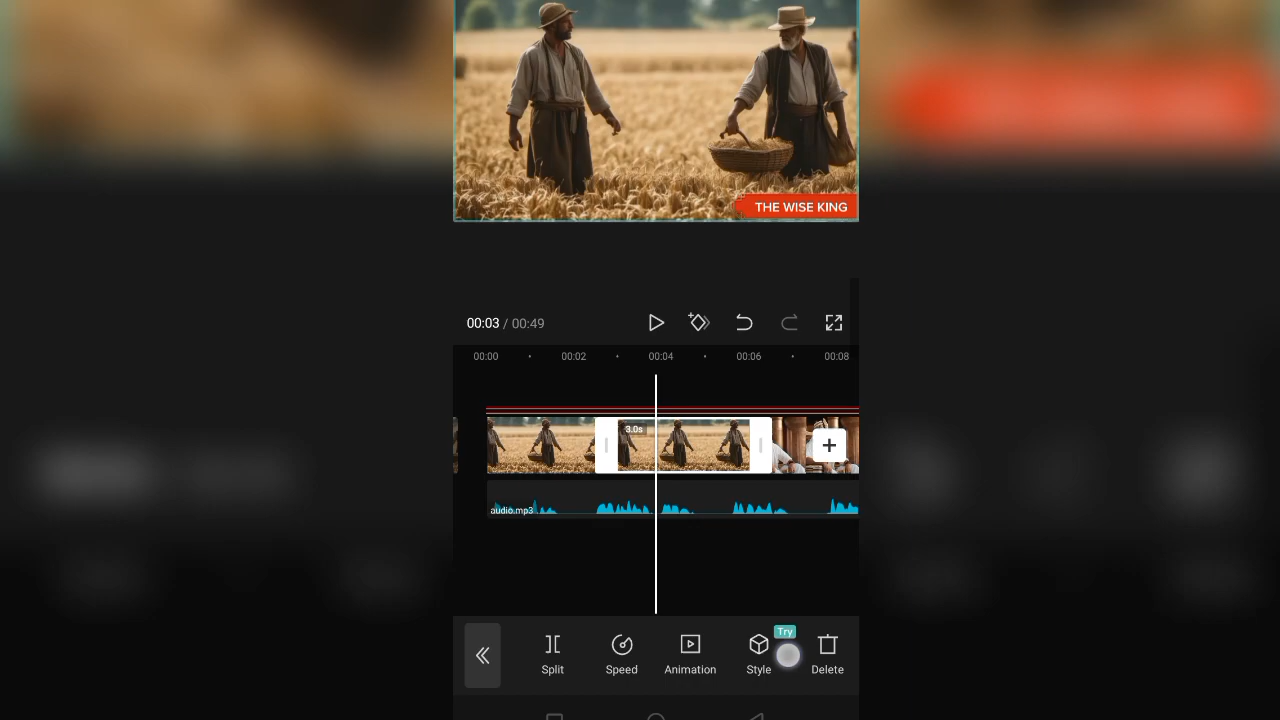 THE WISE KING
00:03 / 00:49
00:00 00:02 00:04 00:06 00:08
3.0s
audio.mp3
Try
Split Speed Animation Style Delete